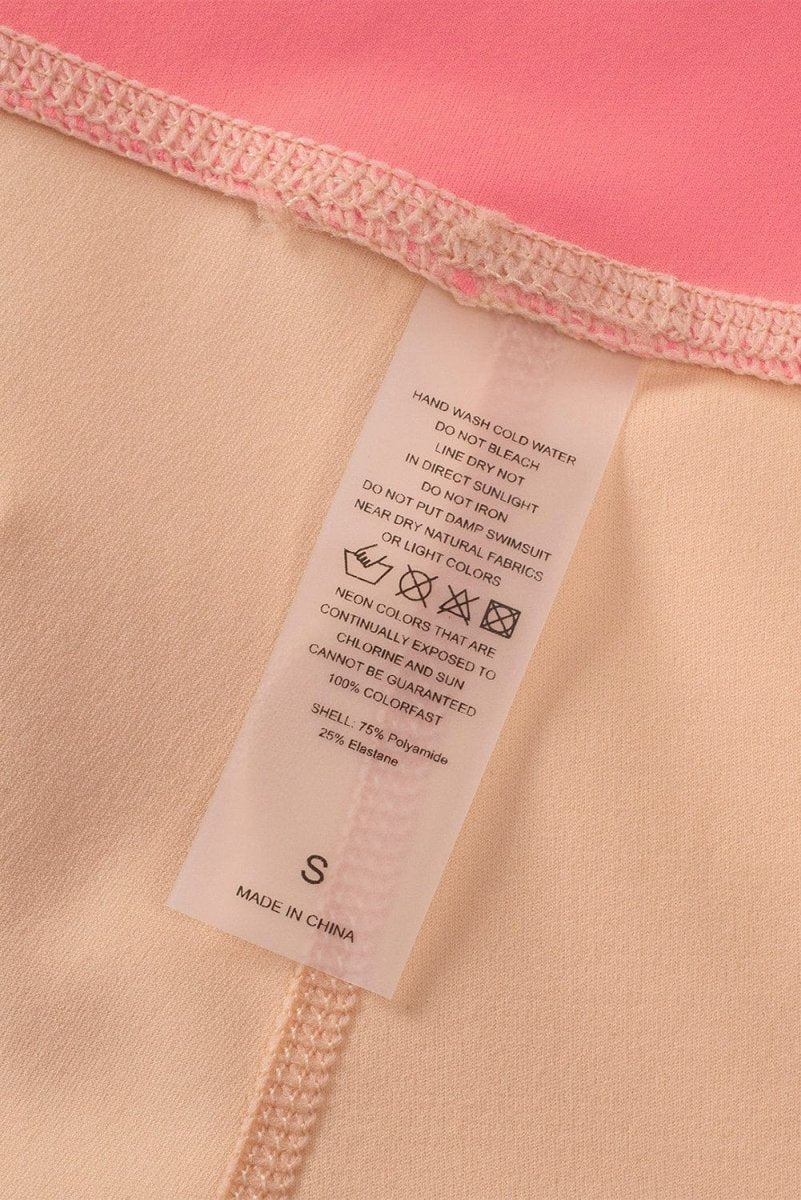 HAND WASH COLD WATER
DO NOT BLEACH
LINE DRY NOT
IN DIRECT SUNLIGHT
DO NOT IRON
DO NOT PUT DAMP SWIMSUIT
NEAR DRY NATURAL FABRICS
OR LIGHT COLORS
NEON COLORS THAT ARE
CONTINUALLY EXPOSED TO
CHLORINE AND SUN
CANNOT BE GUARANTEED
100% COLORFAST
SHELL: 75% Polyamide
25% Elastane
S
MADE IN CHINA